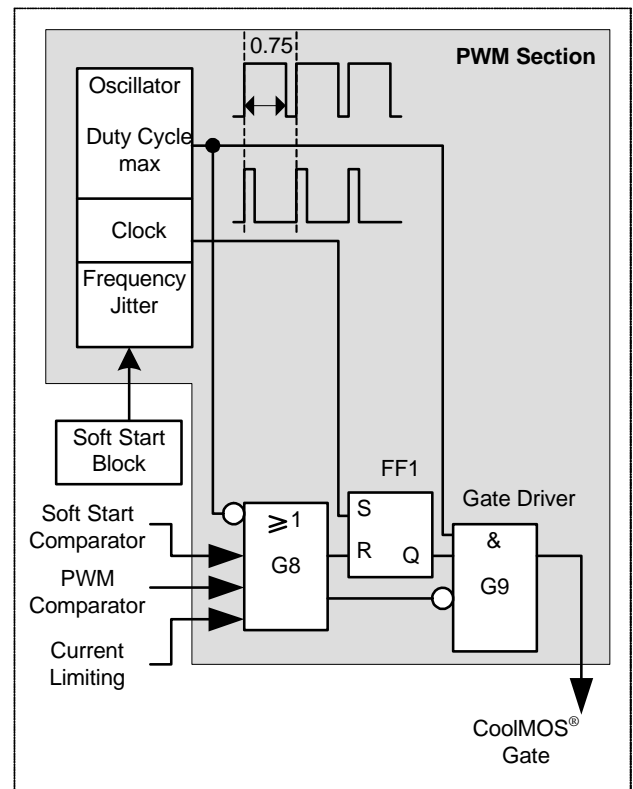 0.75
PWM Section
Oscillator
Duty Cycle
max
Clock
Frequency
Jitter
Soft Start
Block
FF1
Gate Driver
Soft Start
Comparator
PWM
Comparator
Current
Limiting
⩾1
G8
S
R
Q
&
G9
CoolMOS®
Gate